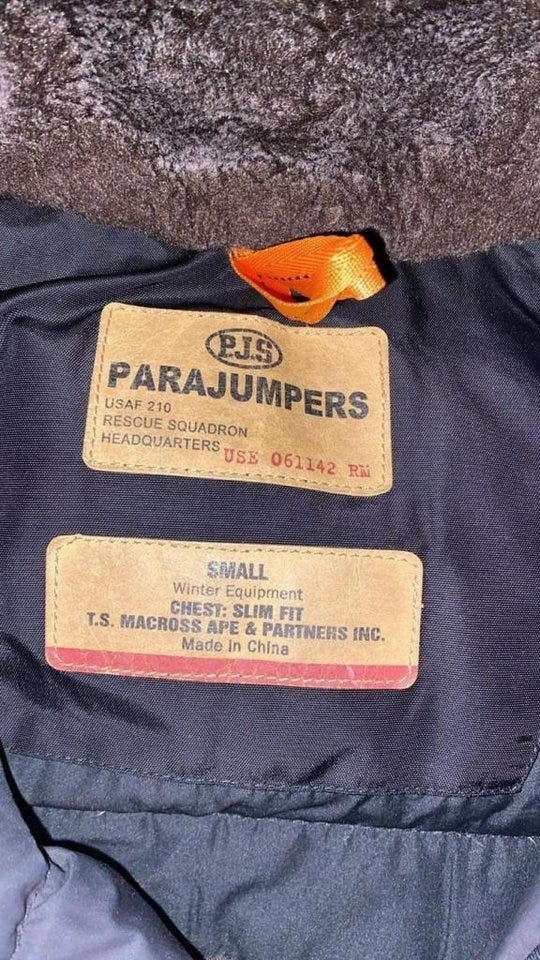 P.J.S
PARAJUMPERS
USAF 210
RESCUE SQUADRON
HEADQUARTERS USE 061142 RM
SMALL
Winter Equipment
CHEST: SLIM FIT
T.S. MACROSS APE & PARTNERS INC.
Made in China